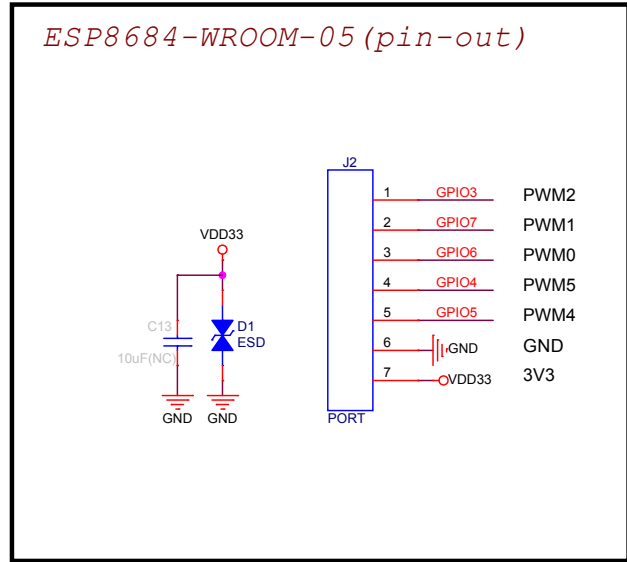 ESP8684-WROOM-05(pin-out)
J2
1 GPIO3 PWM2
2 GPIO7 PWM1
3 GPIO6 PWM0
4 GPIO4 PWM5
5 GPIO5 PWM4
6 GND GND
7 VDD33 3V3
PORT
VDD33
C13
10uF(NC)
D1
ESD
GND GND